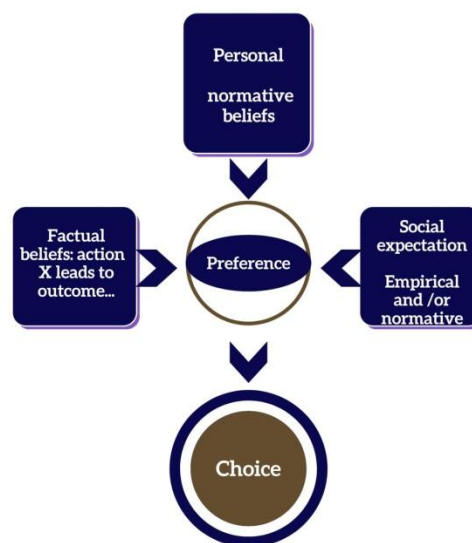 Personal
normative
beliefs
Factual
beliefs: action
X leads to
outcome...
Preference
Social
expectation
Empirical
and /or
normative
Choice